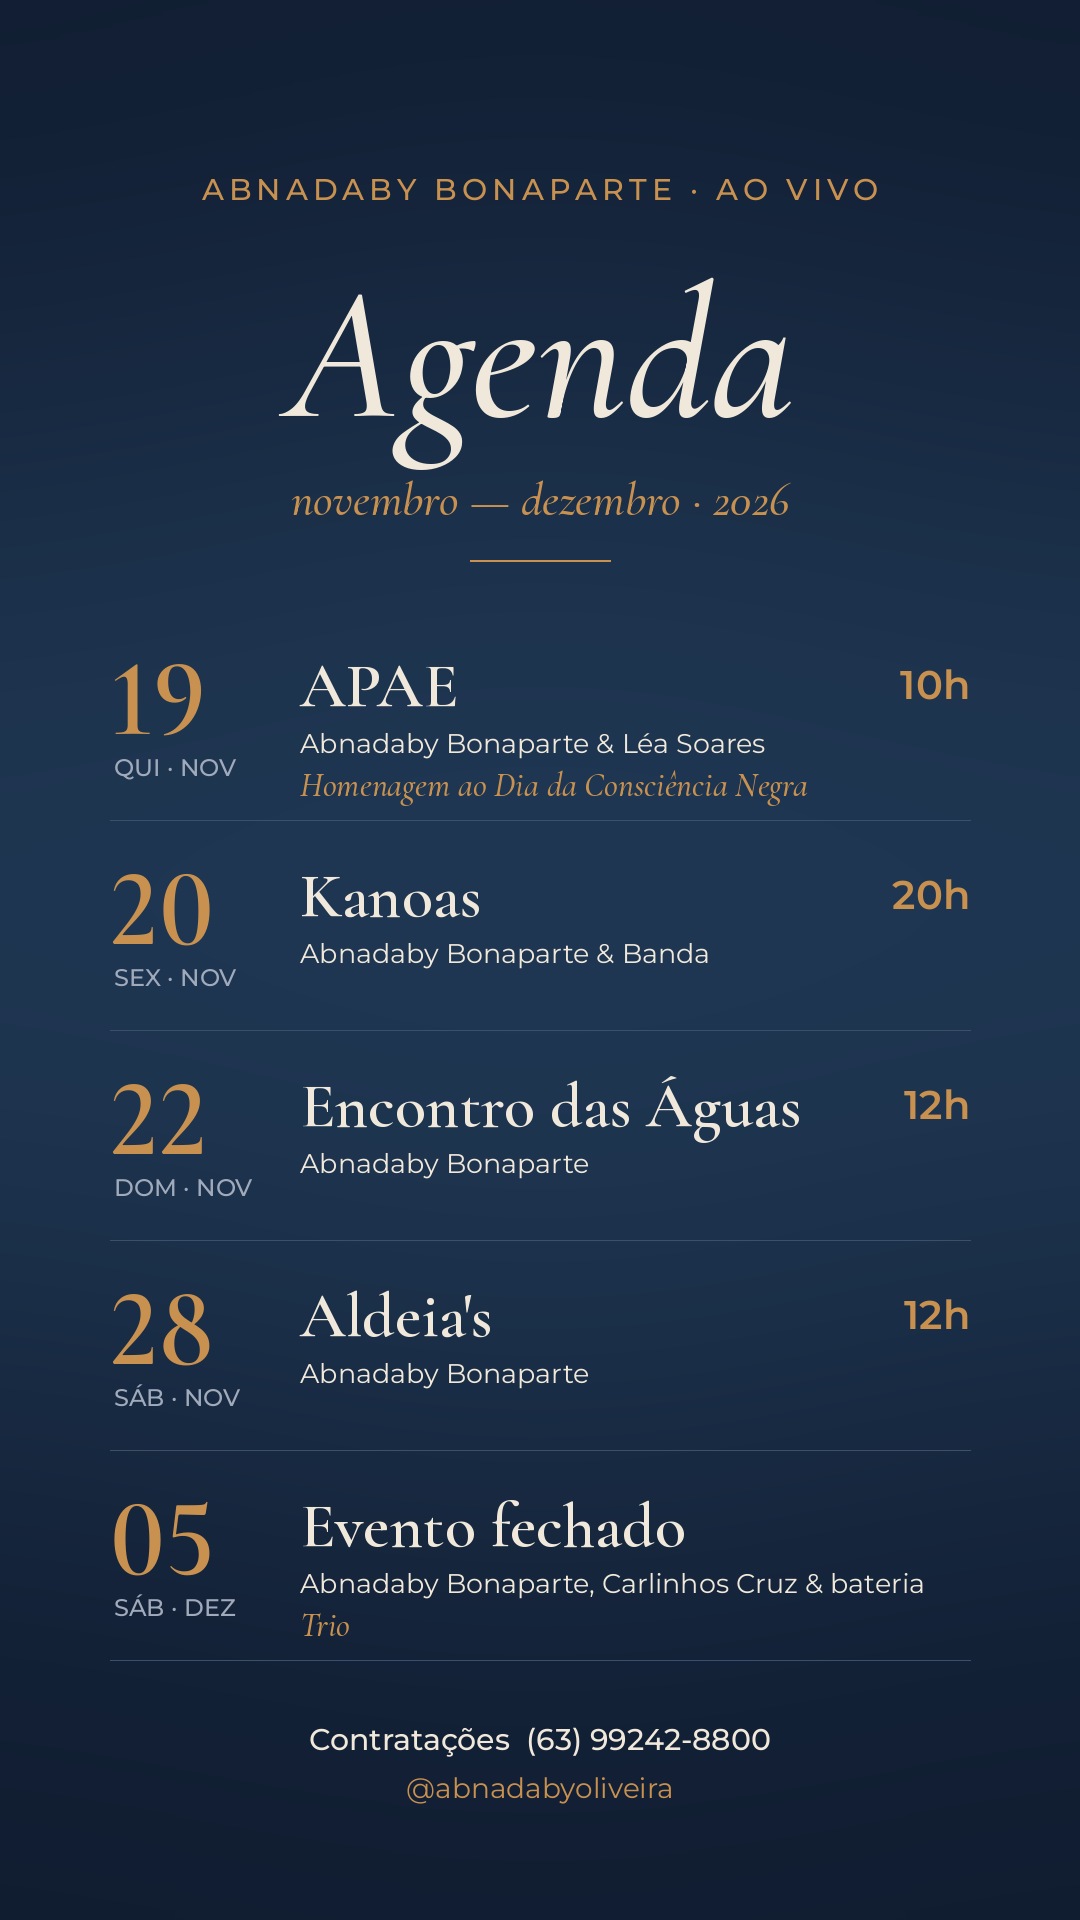 ABNADABY BONAPARTE · AO VIVO
Agenda
novembro — dezembro · 2026
19
QUI · NOV
APAE
10h
Abnadaby Bonaparte & Léa Soares
Homenagem ao Dia da Consciência Negra
20
SEX · NOV
Kanoas
20h
Abnadaby Bonaparte & Banda
22
DOM · NOV
Encontro das Águas
12h
Abnadaby Bonaparte
28
SÁB · NOV
Aldeia's
12h
Abnadaby Bonaparte
05
SÁB · DEZ
Evento fechado
Abnadaby Bonaparte, Carlinhos Cruz & bateria
Trio
Contratações (63) 99242-8800
@abnadabyoliveira